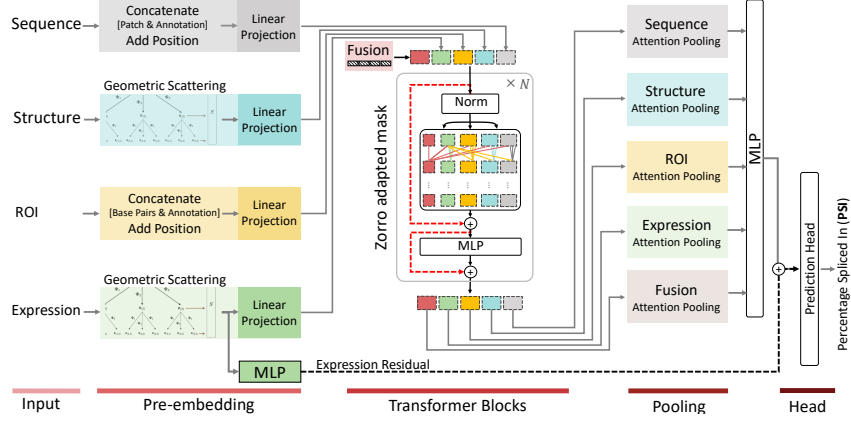 Sequence
Concatenate
[Patch & Annotation]
Add Position
Linear
Projection
Structure
Geometric Scattering
Linear
Projection
ROI
Concatenate
[Base Pairs & Annotation]
Add Position
Linear
Projection
Expression
Geometric Scattering
Linear
Projection
MLP
Expression Residual
Fusion
× N
Norm
Zorro adapted mask
MLP
Sequence
Attention Pooling
Structure
Attention Pooling
ROI
Attention Pooling
Expression
Attention Pooling
Fusion
Attention Pooling
MLP
Prediction Head
Percentage Spliced In (PSI)
Input
Pre-embedding
Transformer Blocks
Pooling
Head